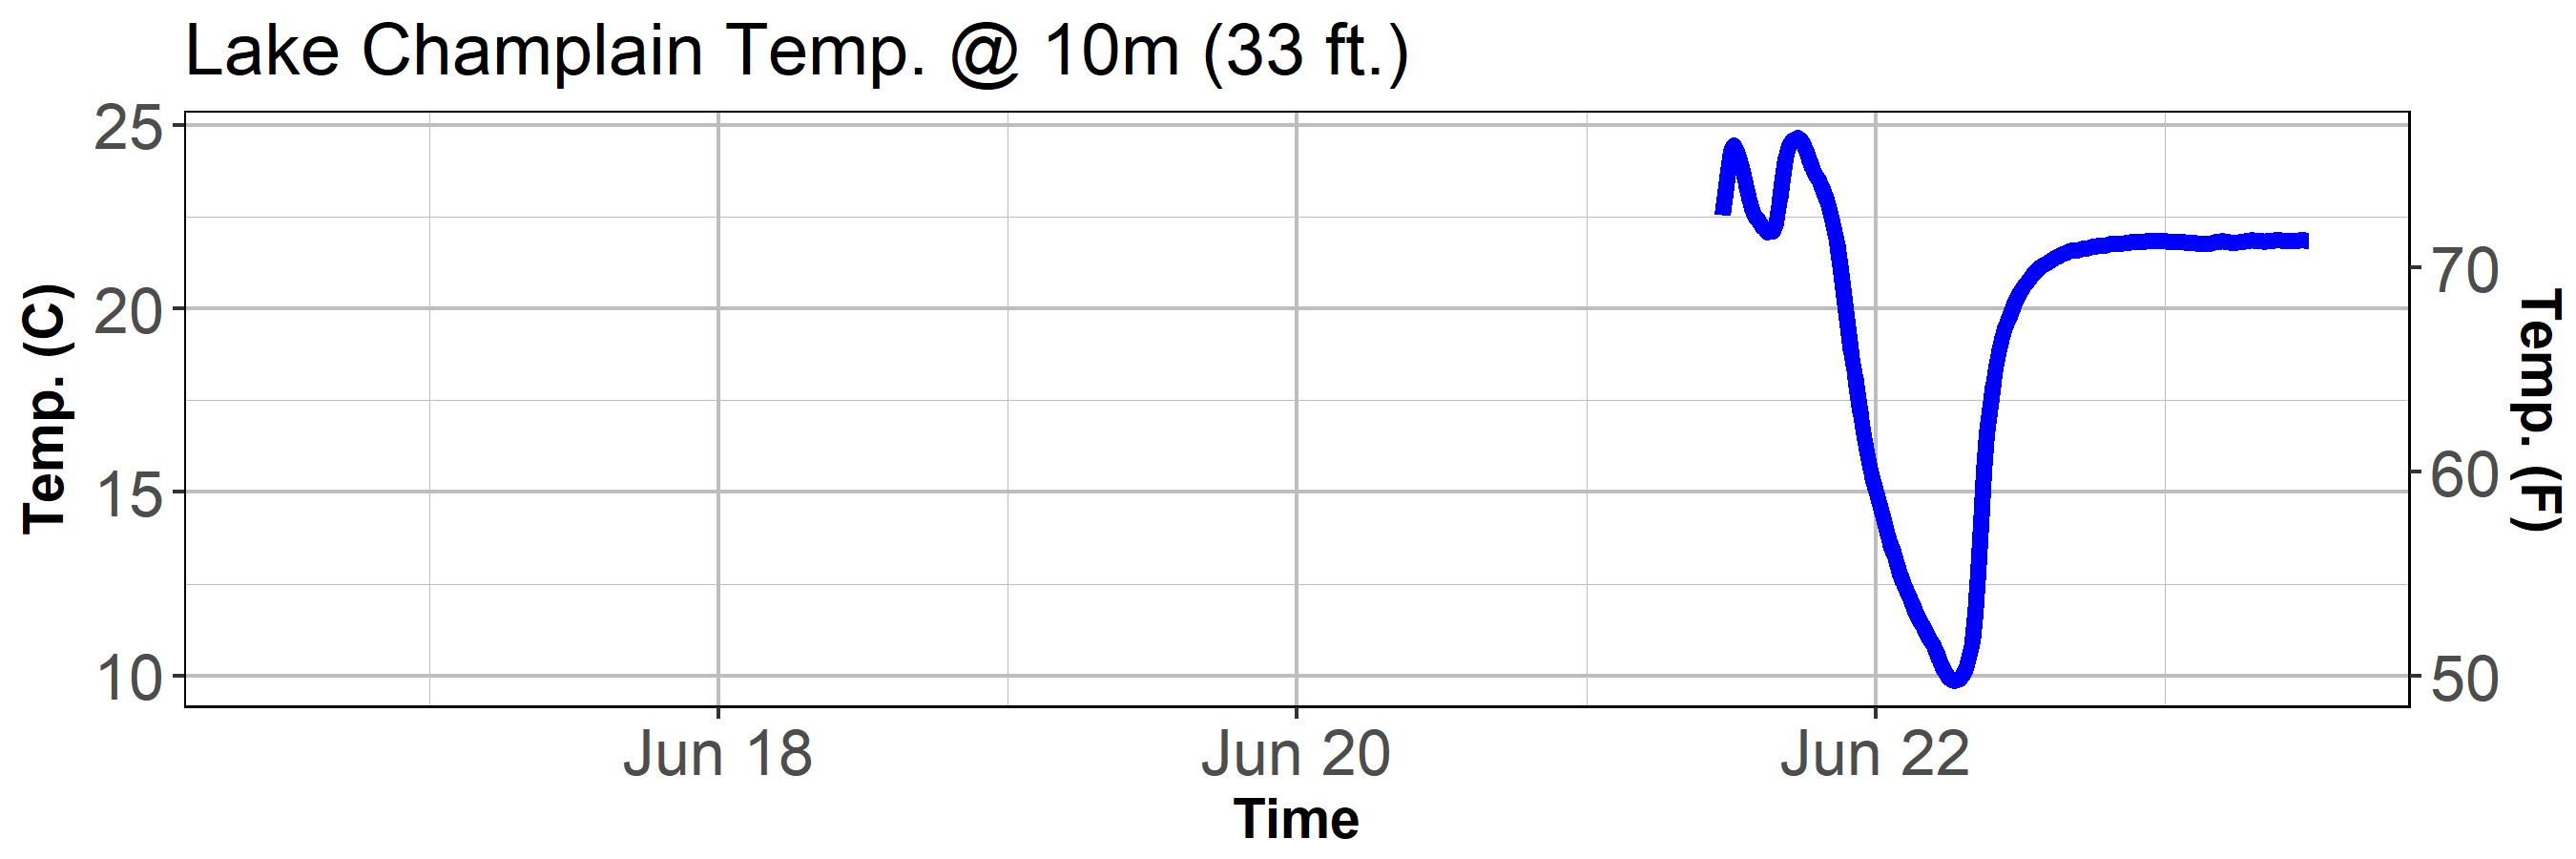 Lake Champlain Temp. @ 10m (33 ft.)
Temp. (C)
25
20
15
10
70
60
50
Temp. (F)
Jun 18 Jun 20 Jun 22
Time